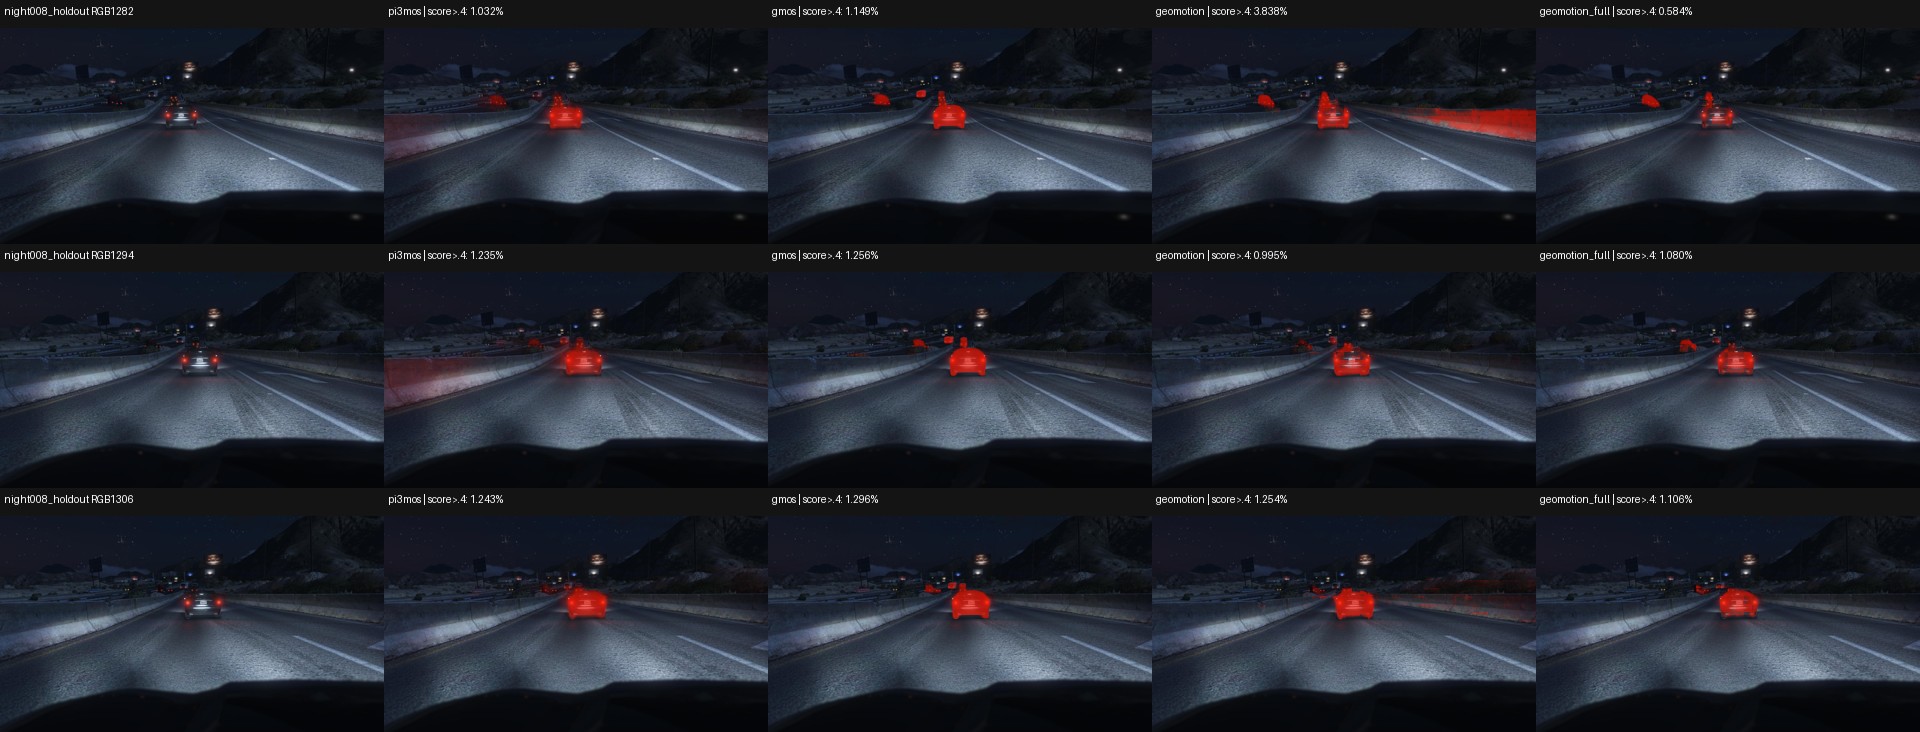 night008_holdout RGB1282
pi3mos | score>.4: 1.032%
gmos | score>.4: 1.149%
geomotion | score>.4: 3.838%
geomotion_full | score>.4: 0.584%
night008_holdout RGB1294
pi3mos | score>.4: 1.235%
gmos | score>.4: 1.256%
geomotion | score>.4: 0.995%
geomotion_full | score>.4: 1.080%
night008_holdout RGB1306
pi3mos | score>.4: 1.243%
gmos | score>.4: 1.296%
geomotion | score>.4: 1.254%
geomotion_full | score>.4: 1.106%